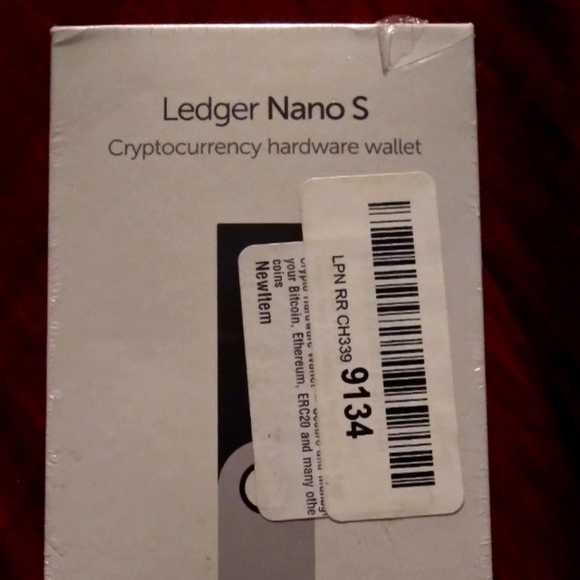 Ledger Nano S
Cryptocurrency hardware wallet
LPN RR CH339 9134
your Bitcoin, Ethereum, ERC20 and many othe
coins
NewItem